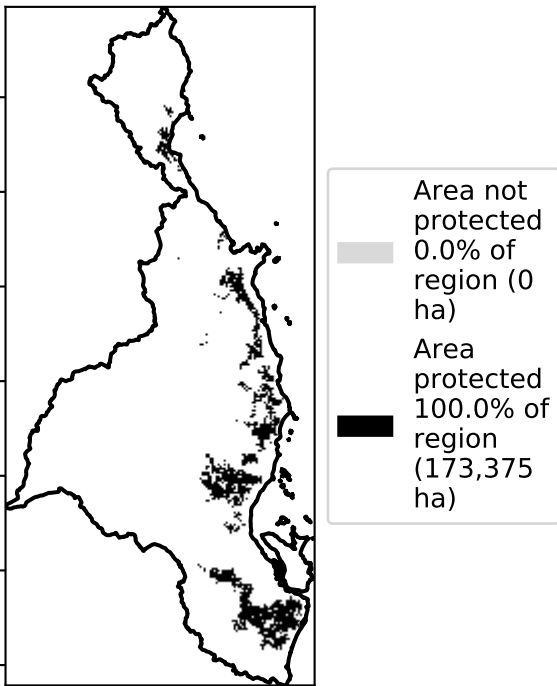 Area not
protected
0.0% of
region (0
ha)
Area
protected
100.0% of
region
(173,375
ha)